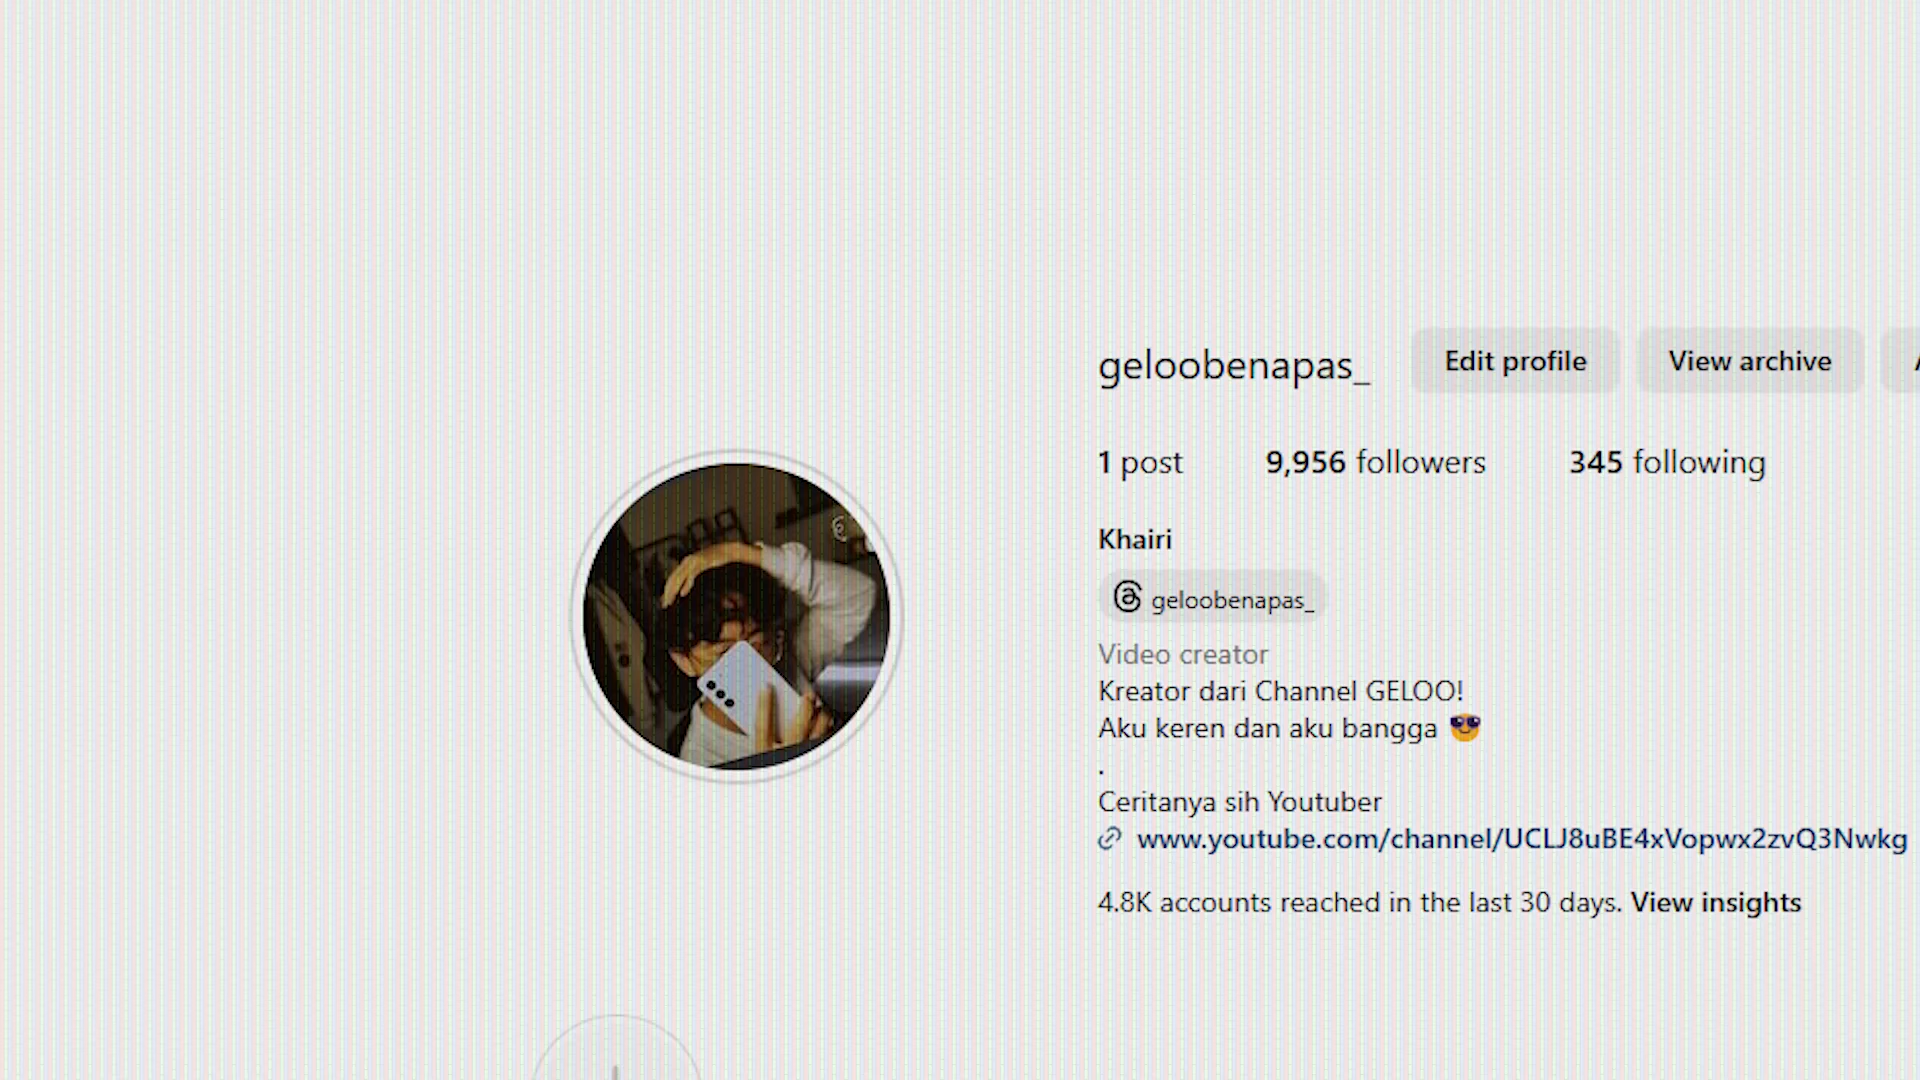 geloobenapas_ Edit profile View archive
1 post 9,956 followers 345 following
Khairi
geloobenapas_
Video creator
Kreator dari Channel GELOO!
Aku keren dan aku bangga 😎
.
Ceritanya sih Youtuber
www.youtube.com/channel/UCLJ8uBE4xVopwx2zvQ3Nwkg
4.8K accounts reached in the last 30 days. View insights